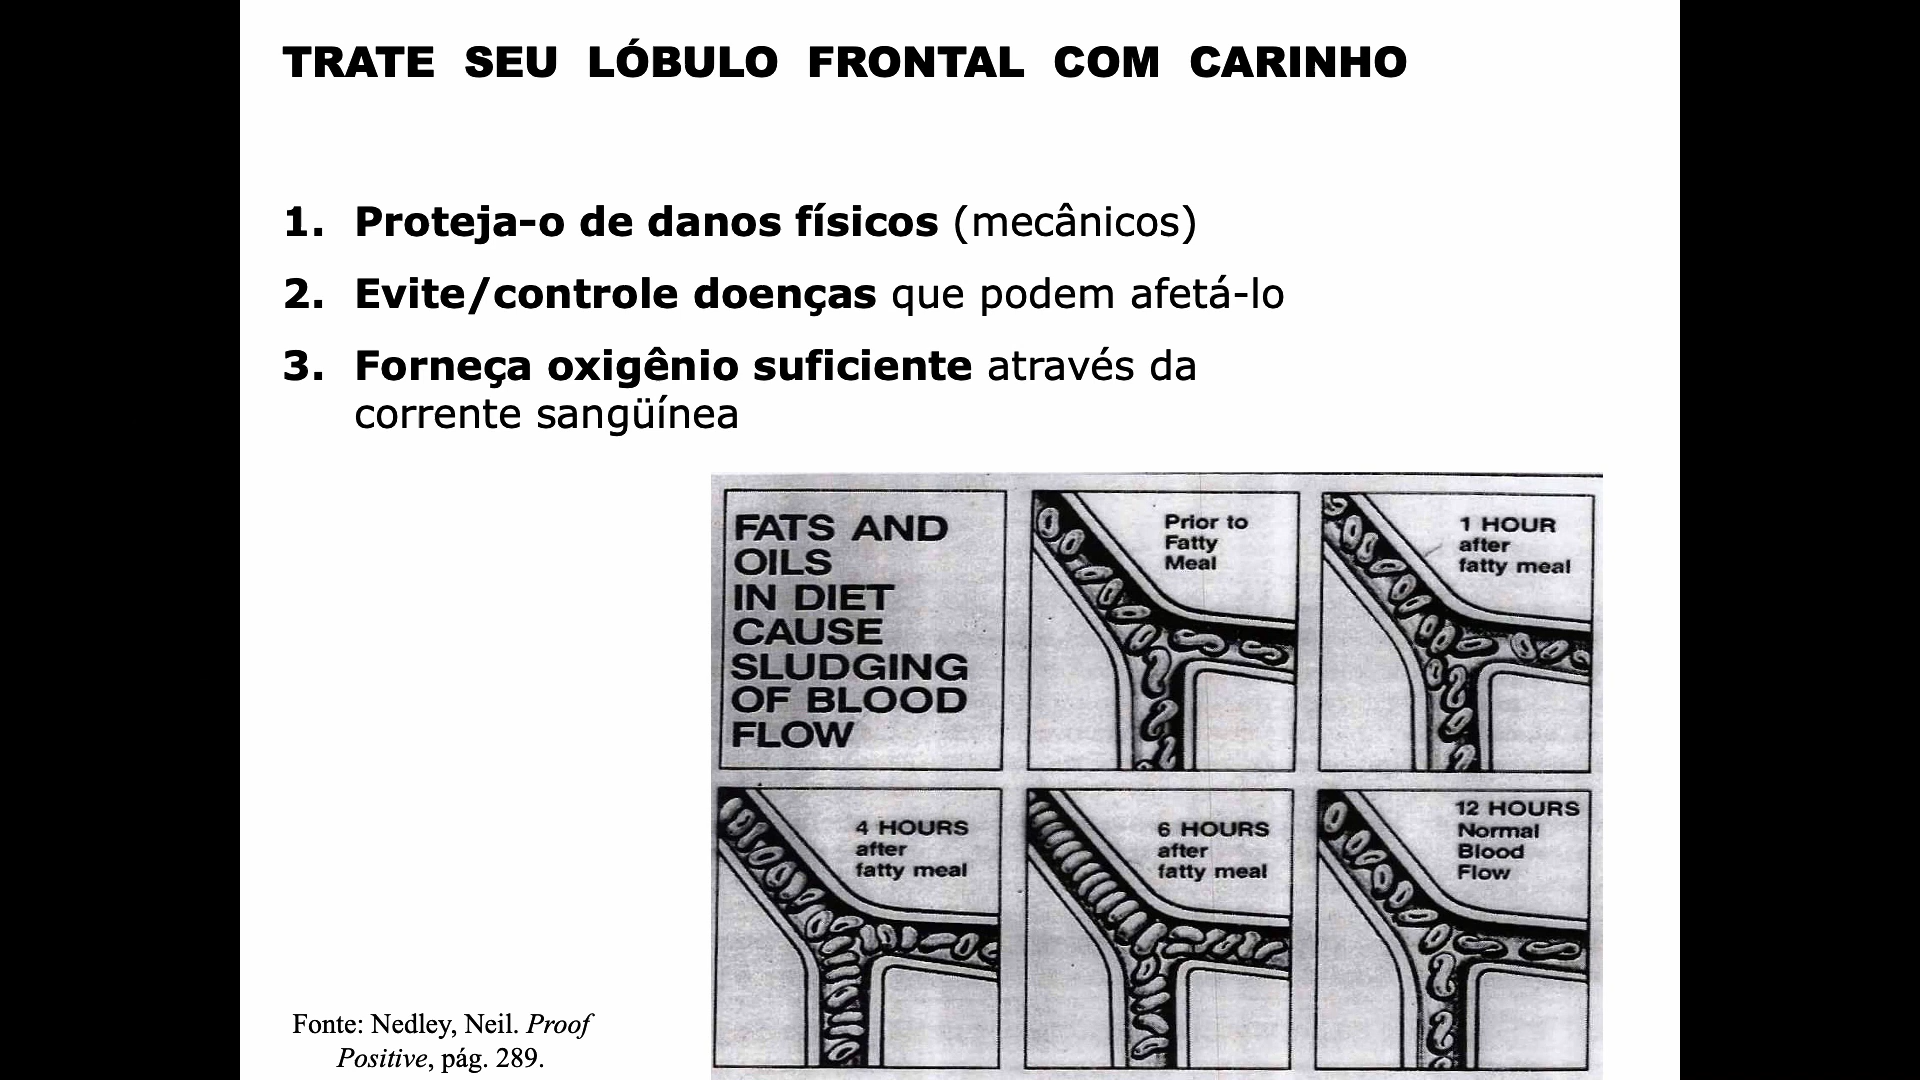 TRATE SEU LÓBULO FRONTAL COM CARINHO
1. Proteja-o de danos físicos (mecânicos)
2. Evite/controle doenças que podem afetá-lo
3. Forneça oxigênio suficiente através da
corrente sangüínea
FATS AND
OILS
IN DIET
CAUSE
SLUDGING
OF BLOOD
FLOW
Prior to
Fatty
Meal
1 HOUR
after
fatty meal
4 HOURS
after
fatty meal
6 HOURS
after
fatty meal
12 HOURS
Normal
Blood
Flow
Fonte: Nedley, Neil. Proof
Positive, pág. 289.